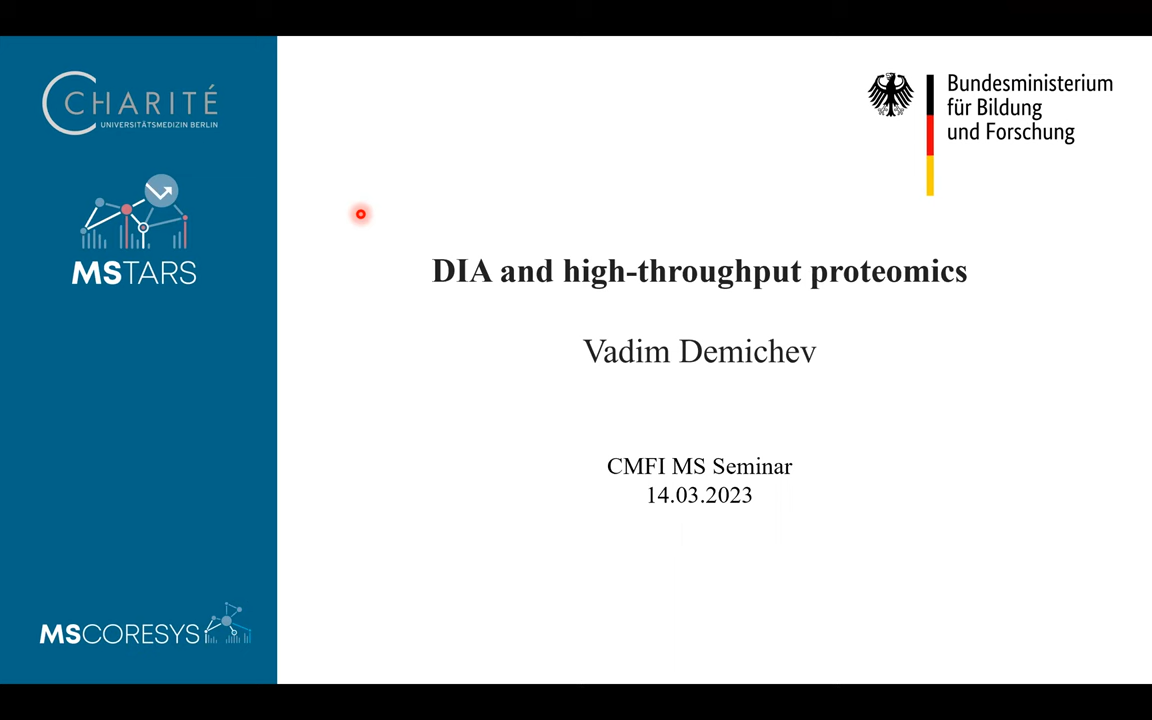 CHARITÉ
UNIVERSITÄTSMEDIZIN BERLIN
MSTARS
Bundesministerium
für Bildung
und Forschung
DIA and high-throughput proteomics
Vadim Demichev
CMFI MS Seminar
14.03.2023
MSCORESYS